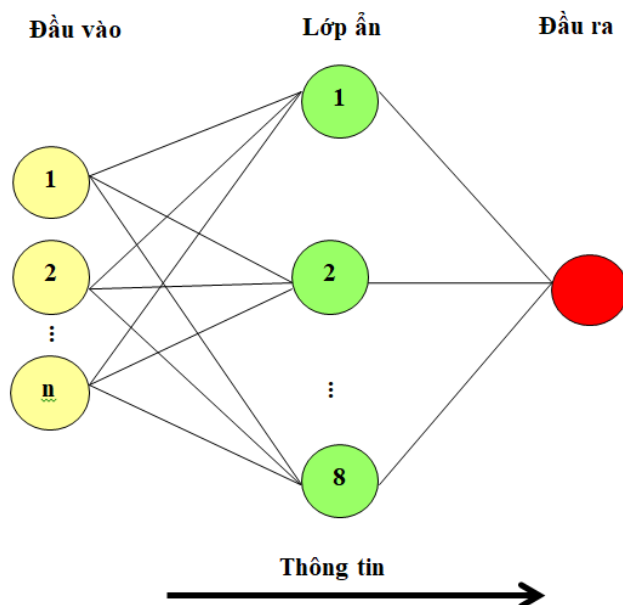 Đầu vào
Lớp ẩn
Đầu ra
1
1
2
2
⋮
n
⋮
8
Thông tin